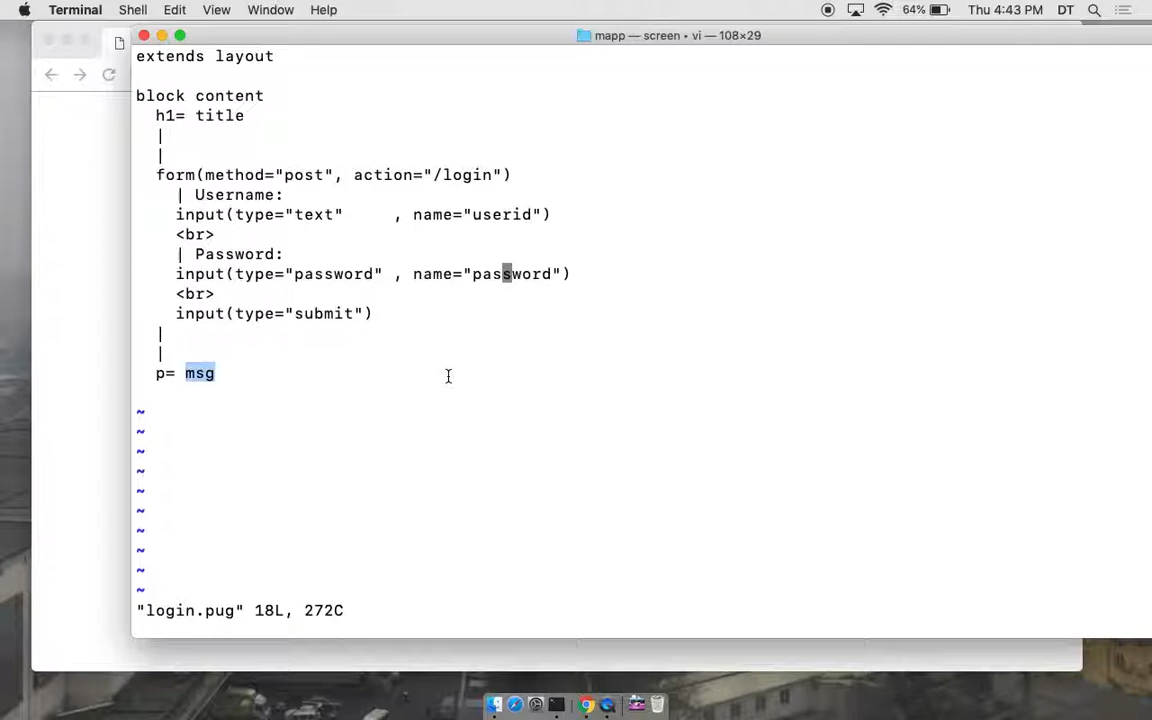 Terminal Shell Edit View Window Help 64% Thu 4:43 PM DT
mapp — screen • vi — 108×29
extends layout
block content
h1= title
|
|
form(method="post", action="/login")
| Username:
input(type="text" , name="userid")
<br>
| Password:
input(type="password" , name="password")
<br>
input(type="submit")
|
|
p= msg
~
~
~
~
~
~
~
~
~
~
"login.pug" 18L, 272C